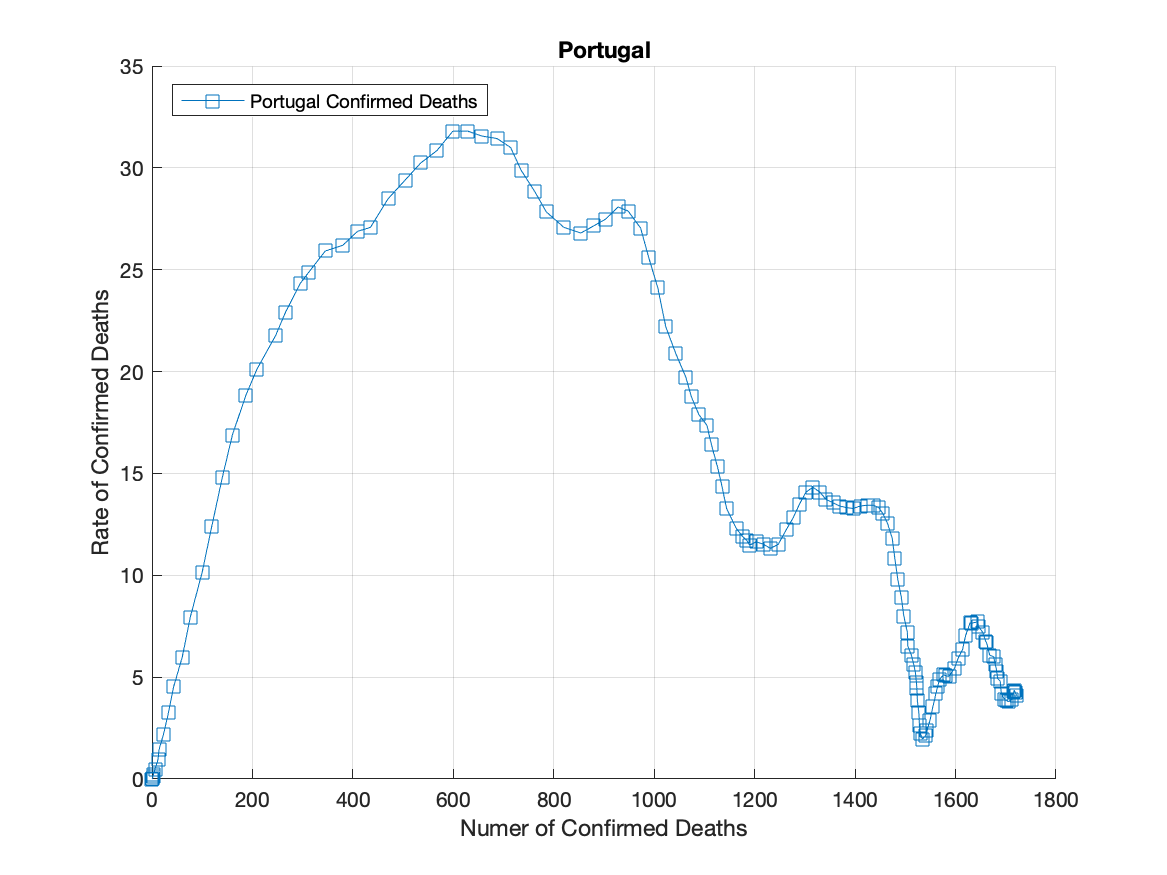 Portugal
Portugal Confirmed Deaths
Rate of Confirmed Deaths
35
30
25
20
15
10
5
0
0 200 400 600 800 1000 1200 1400 1600 1800
Numer of Confirmed Deaths